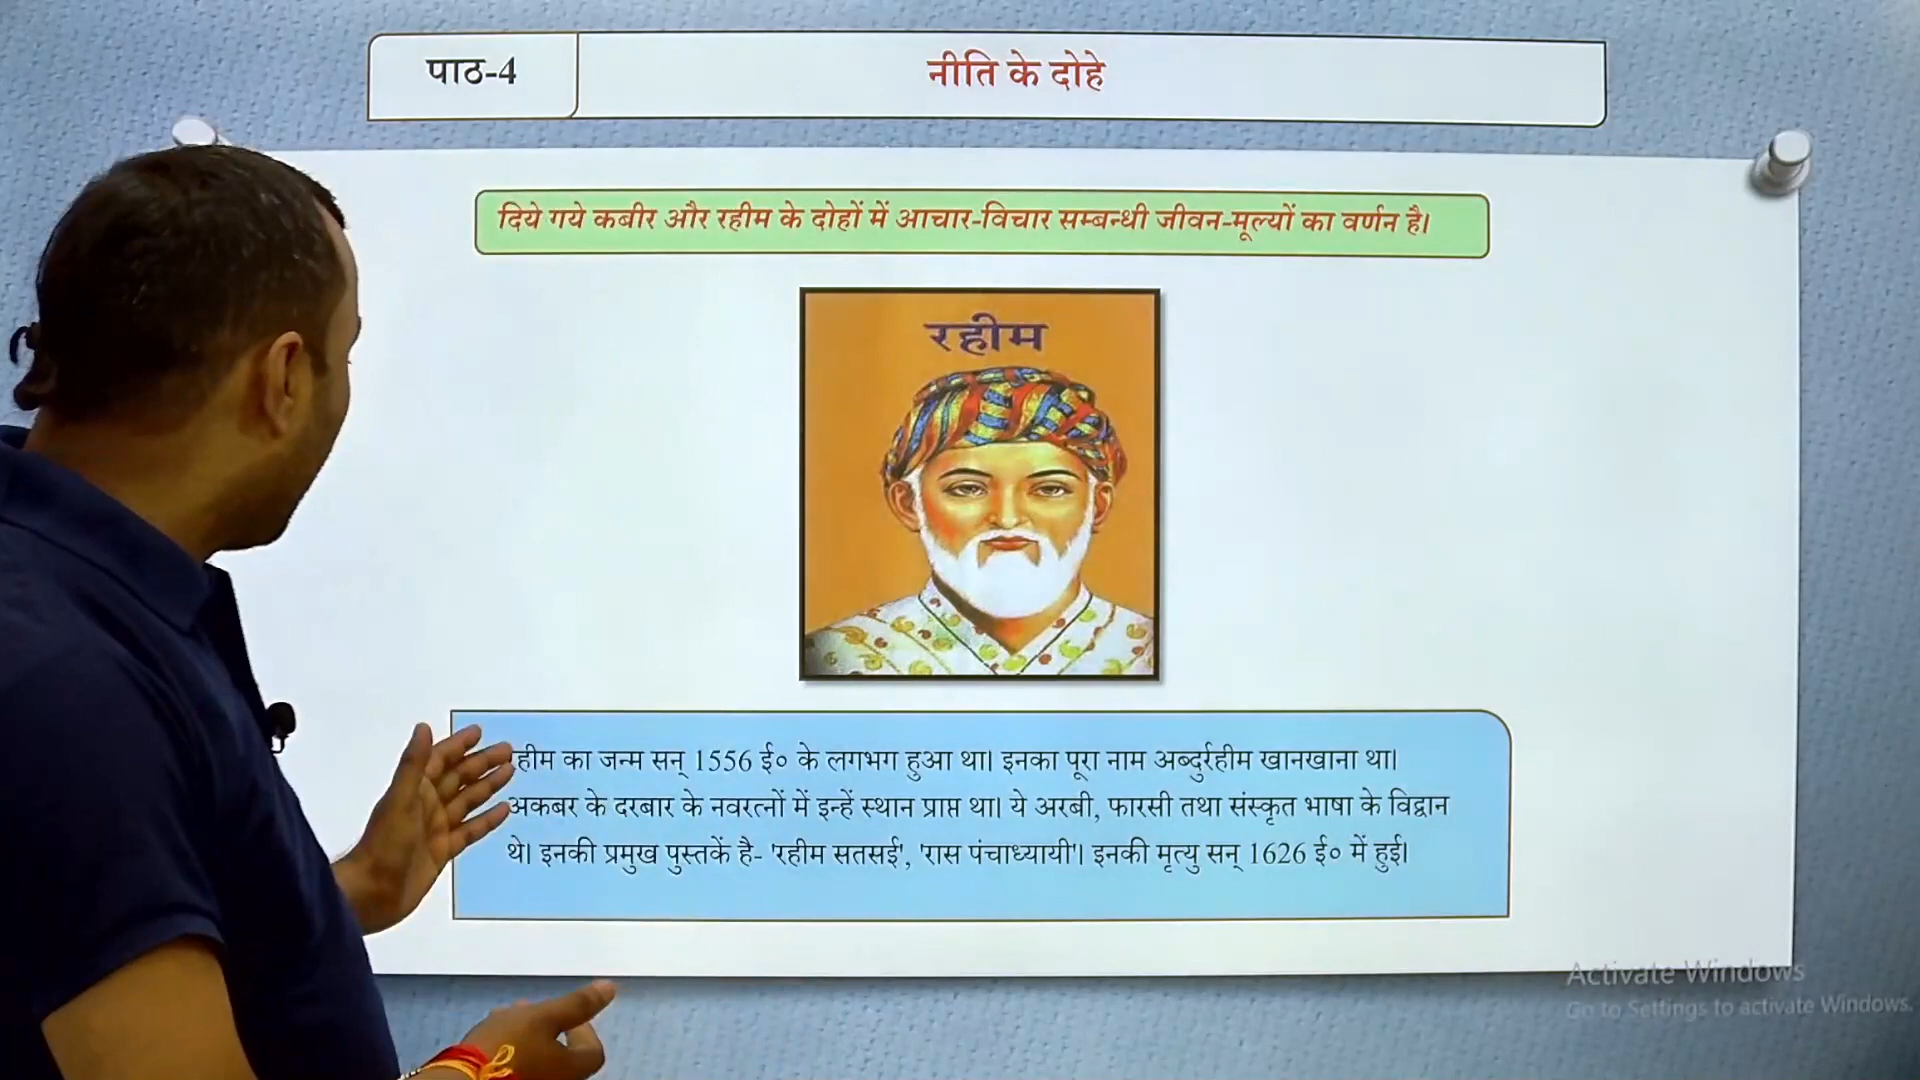 पाठ-4
नीति के दोहे
दिये गये कबीर और रहीम के दोहों में आचार-विचार सम्बन्धी जीवन-मूल्यों का वर्णन है।
रहीम
रहीम का जन्म सन् 1556 ई० के लगभग हुआ था। इनका पूरा नाम अब्दुर्रहीम खानखाना था।
अकबर के दरबार के नवरत्नों में इन्हें स्थान प्राप्त था। ये अरबी, फारसी तथा संस्कृत भाषा के विद्वान
थे। इनकी प्रमुख पुस्तकें है- 'रहीम सतसई', 'रास पंचाध्यायी'। इनकी मृत्यु सन् 1626 ई० में हुई।
Activate Windows
Go to Settings to activate Windows.